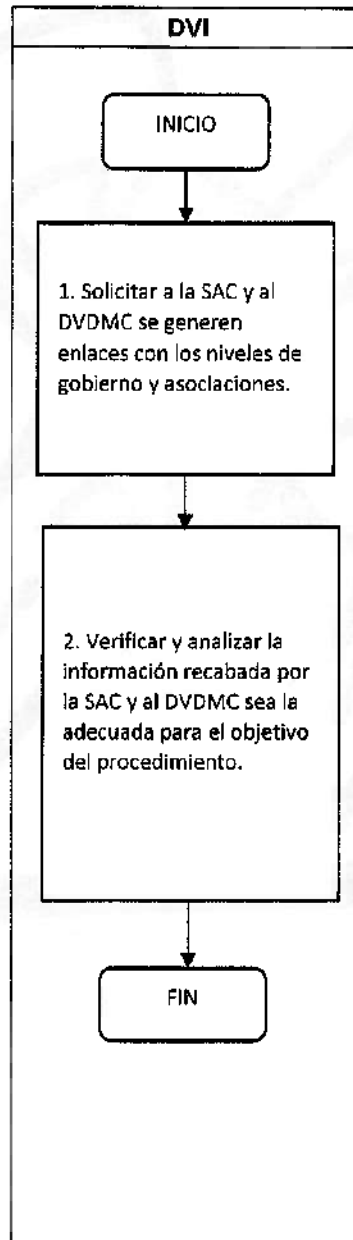 DVI
INICIO
1. Solicitar a la SAC y al
DVDMC se generen
enlaces con los niveles de
gobierno y asociaciones.
2. Verificar y analizar la
información recabada por
la SAC y al DVDMC sea la
adecuada para el objetivo
del procedimiento.
FIN